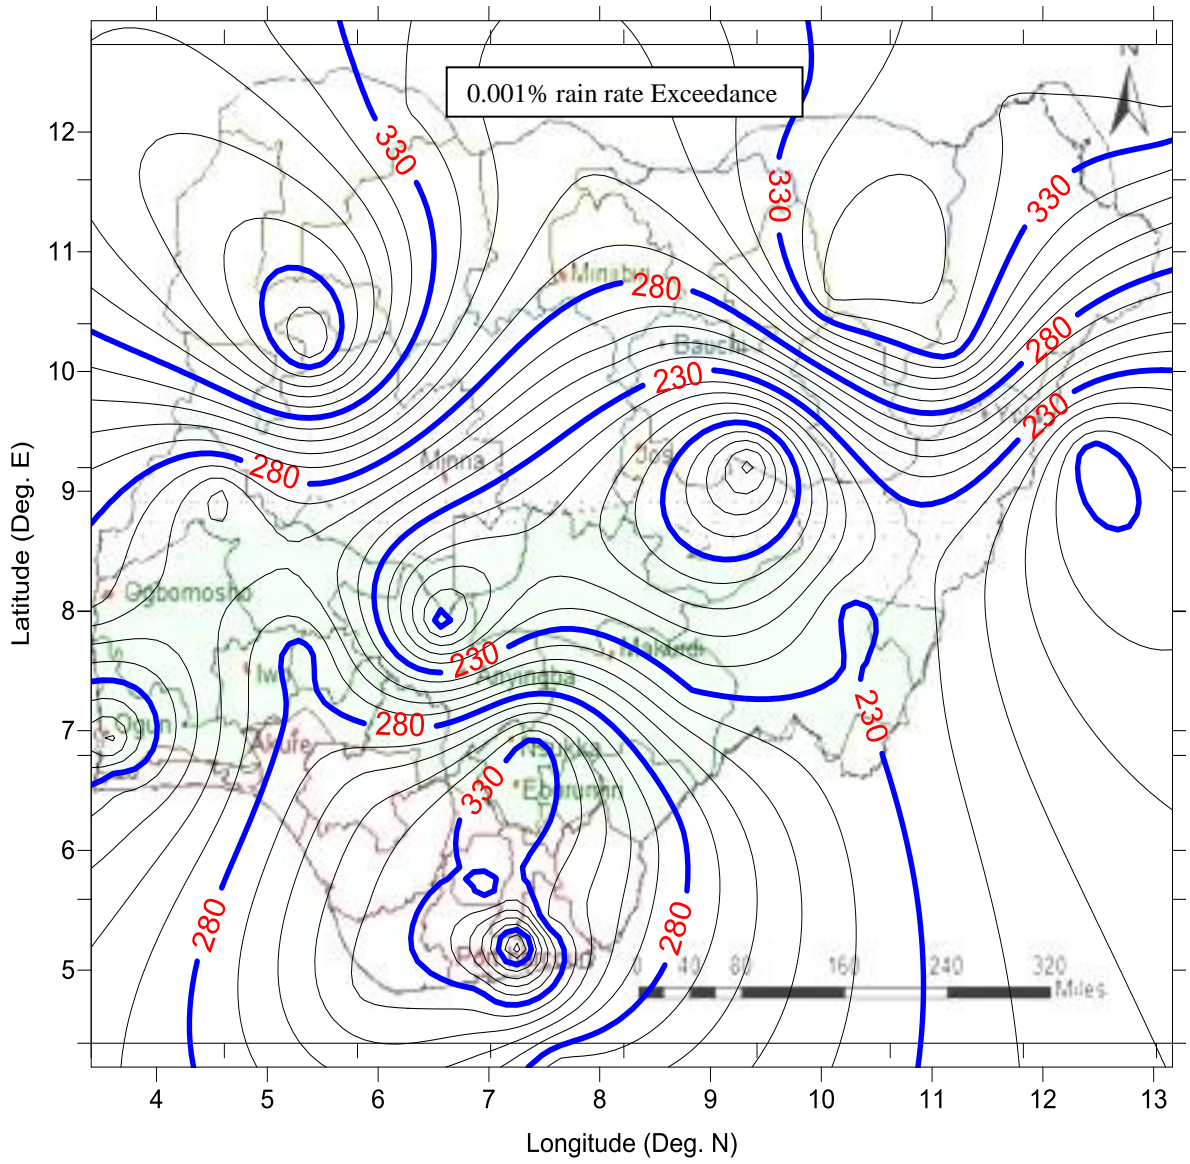 N
0.001% rain rate Exceedance
12
330
330
330
11
Minjibir
280
280
Bauchi
10
230
Yola
230
280
Minna
Jos
9
Ogbomosho
8
Makurdi
230
Iwo
Anyingba
230
280
7
Ogun
Akure
Nsukka
330
Latitude (Deg. E)
6
280
280
5
0 40 80 160 240 320
Miles
4 5 6 7 8 9 10 11 12 13
Longitude (Deg. N)